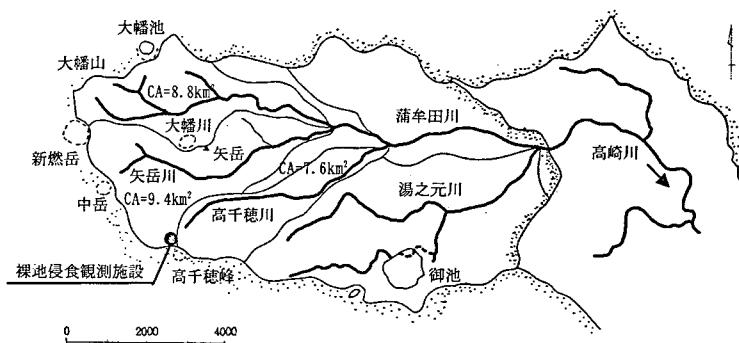 大幡池
大幡山
CA=8.8km²
蒲牟田川
大幡川
矢岳
新燃岳
高崎川
矢岳川
CA=7.6km²
湯之元川
中岳
CA=9.4km²
高千穂川
裸地侵食観測施設
高千穂峰
御池
0 2000 4000